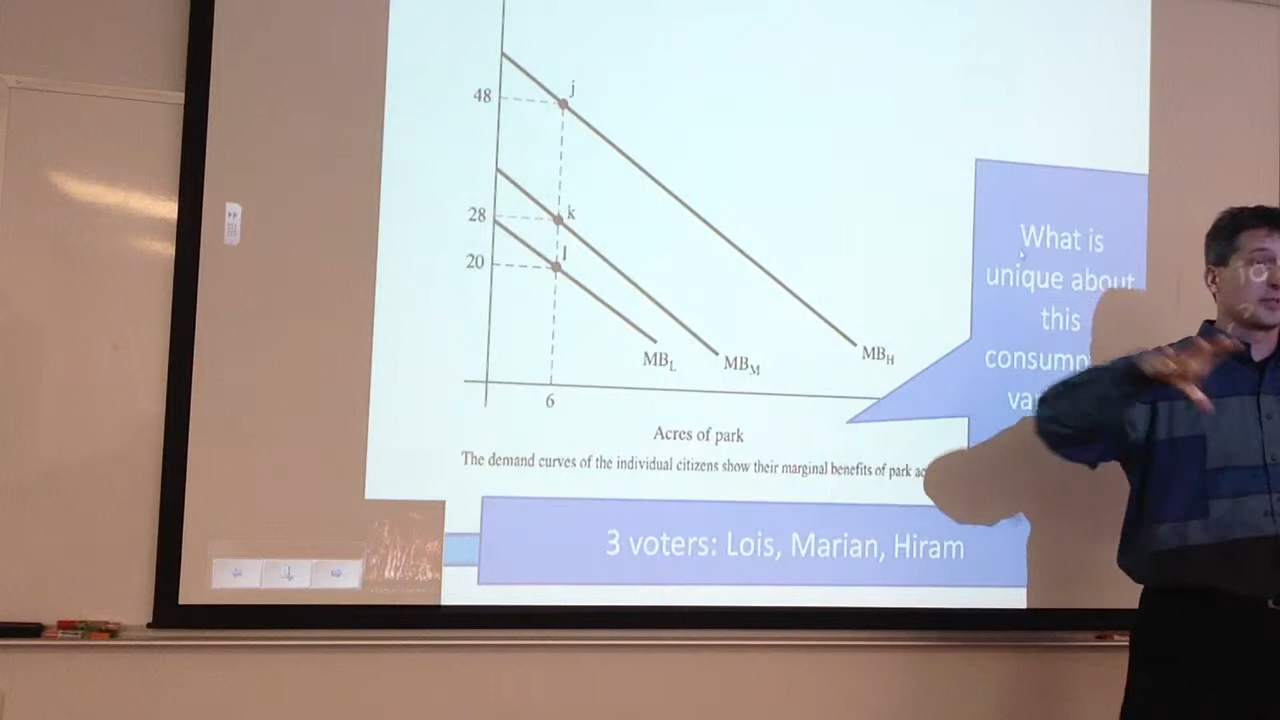 j
48
k
28
l
20
MB_L
MB_M
MB_H
6
Acres of park
The demand curves of the individual citizens show their marginal benefits of park
What is
unique about
this
3 voters: Lois, Marian, Hiram